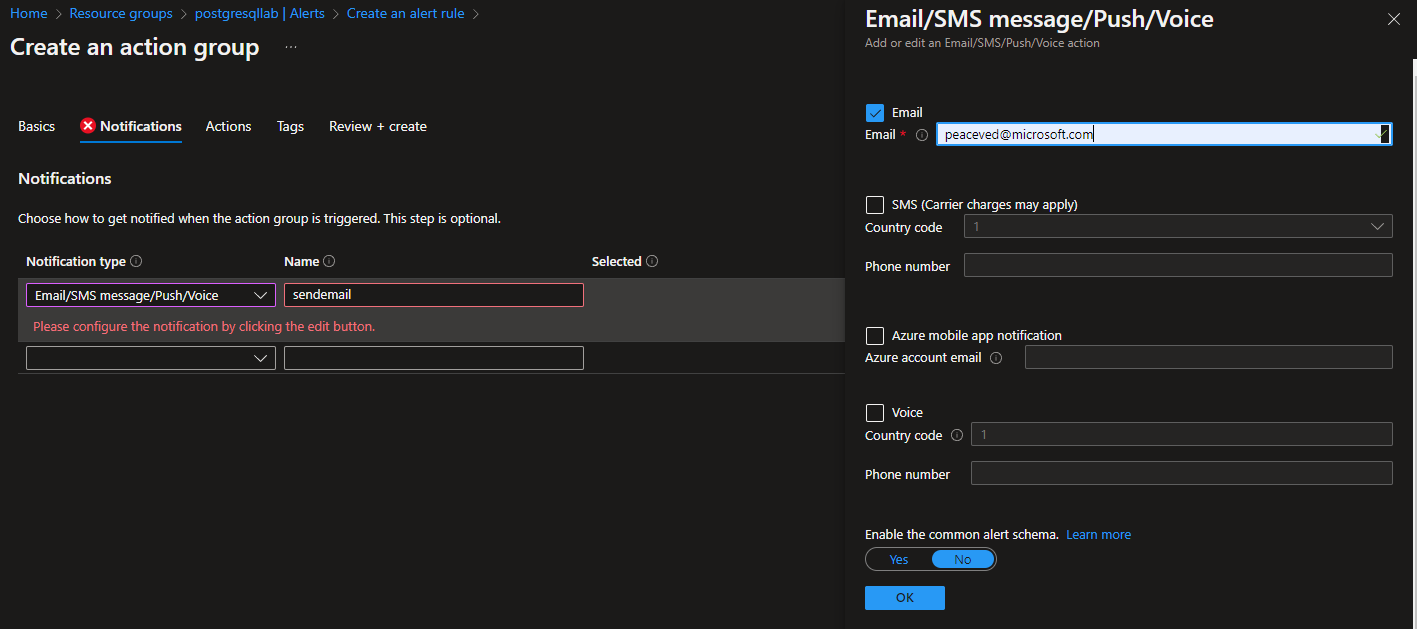 Home > Resource groups > postgresqllab | Alerts > Create an alert rule >
Create an action group ...
Basics Notifications Actions Tags Review + create
Notifications
Choose how to get notified when the action group is triggered. This step is optional.
Notification type Name Selected
Email/SMS message/Push/Voice sendemail
Please configure the notification by clicking the edit button.
Email/SMS message/Push/Voice
Add or edit an Email/SMS/Push/Voice action
Email
Email * peaceved@microsoft.com
SMS (Carrier charges may apply)
Country code 1
Phone number
Azure mobile app notification
Azure account email
Voice
Country code 1
Phone number
Enable the common alert schema. Learn more
Yes No
OK